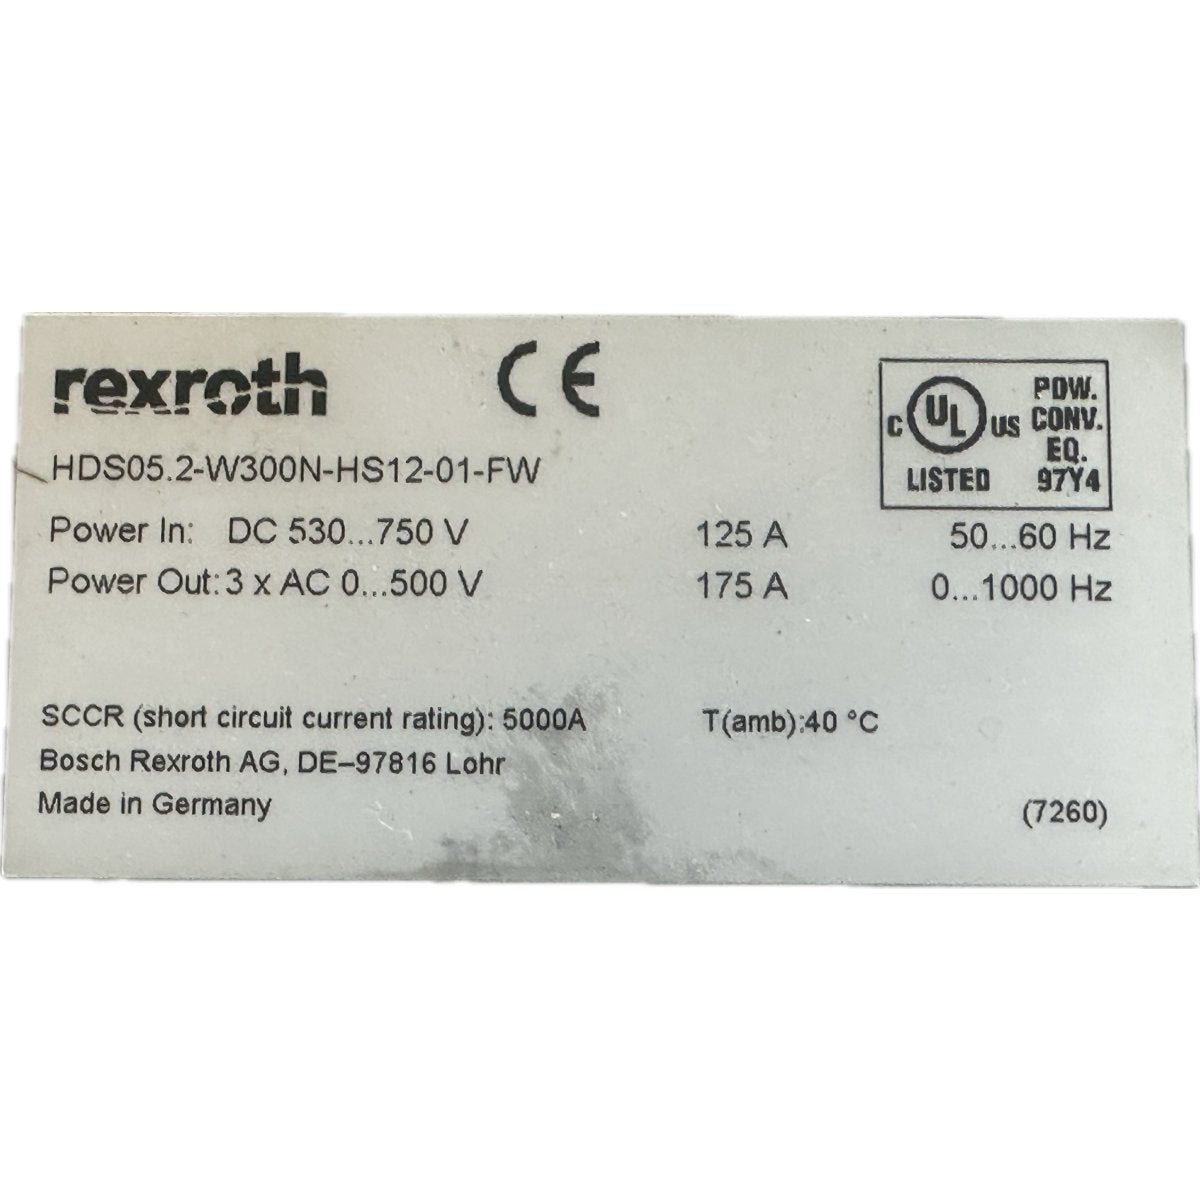 rexroth CE
C UL US LISTED
POW.
CONV.
EQ.
97Y4
HDS05.2-W300N-HS12-01-FW
Power In: DC 530...750 V 125 A 50...60 Hz
Power Out: 3 x AC 0...500 V 175 A 0...1000 Hz
SCCR (short circuit current rating): 5000A T(amb):40 °C
Bosch Rexroth AG, DE–97816 Lohr
Made in Germany (7260)